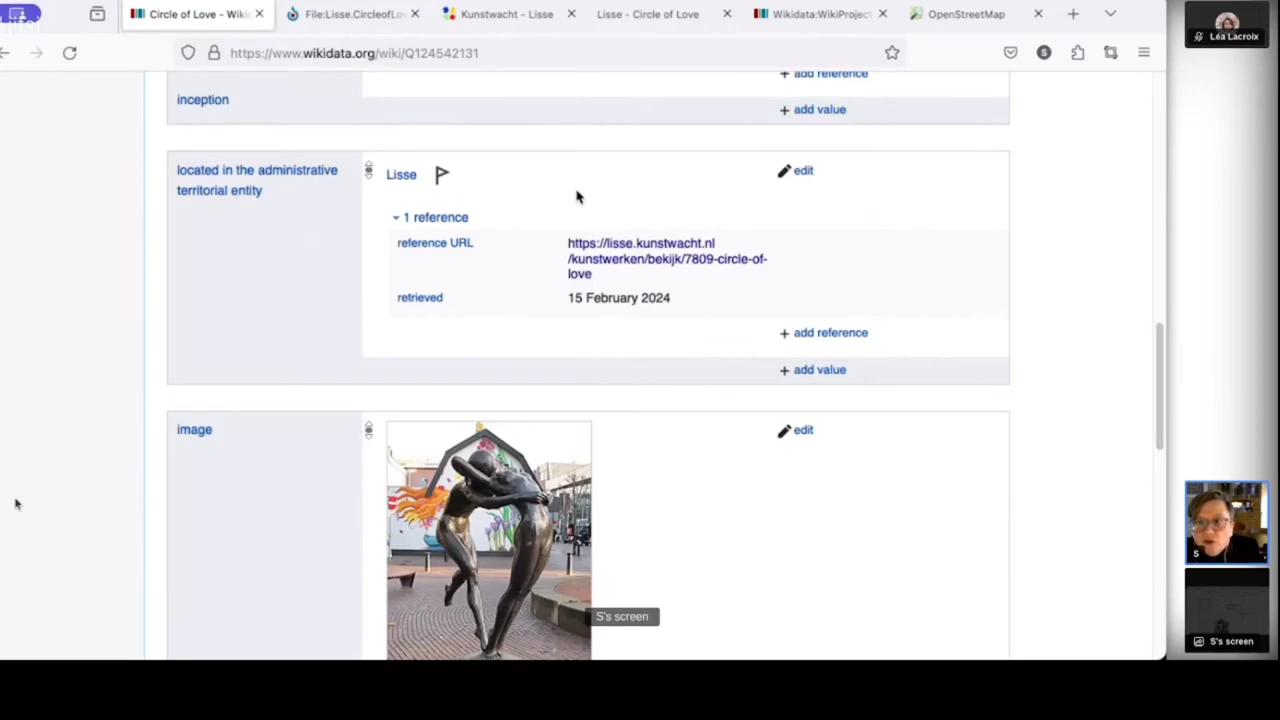 Circle of Love - Wiki
File:Lisse.CircleofLo
Kunstwacht - Lisse
Lisse - Circle of Love
Wikidata:WikiProject
OpenStreetMap
https://www.wikidata.org/wiki/Q124542131
S
Léa Lacroix
+ add reference
inception
+ add value
located in the administrative
territorial entity
Lisse
edit
1 reference
reference URL
https://lisse.kunstwacht.nl
/kunstwerken/bekijk/7809-circle-of-
love
retrieved
15 February 2024
+ add reference
+ add value
image
edit
S
S's screen
S's screen